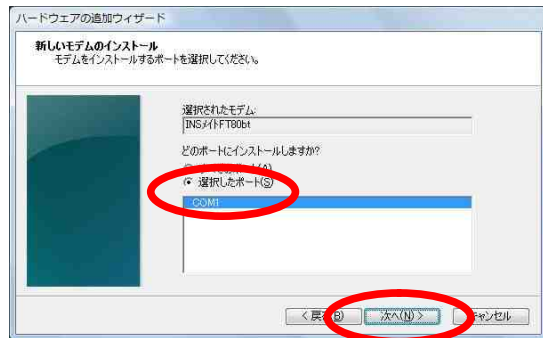 ハードウェアの追加ウィザード
新しいモデムのインストール
モデムをインストールするポートを選択してください。
選択されたモデム:
INSメイトFT80bt
どのポートにインストールしますか?
選択したポート(S)
COM1
< 戻る(B)
次へ(N) >
キャンセル